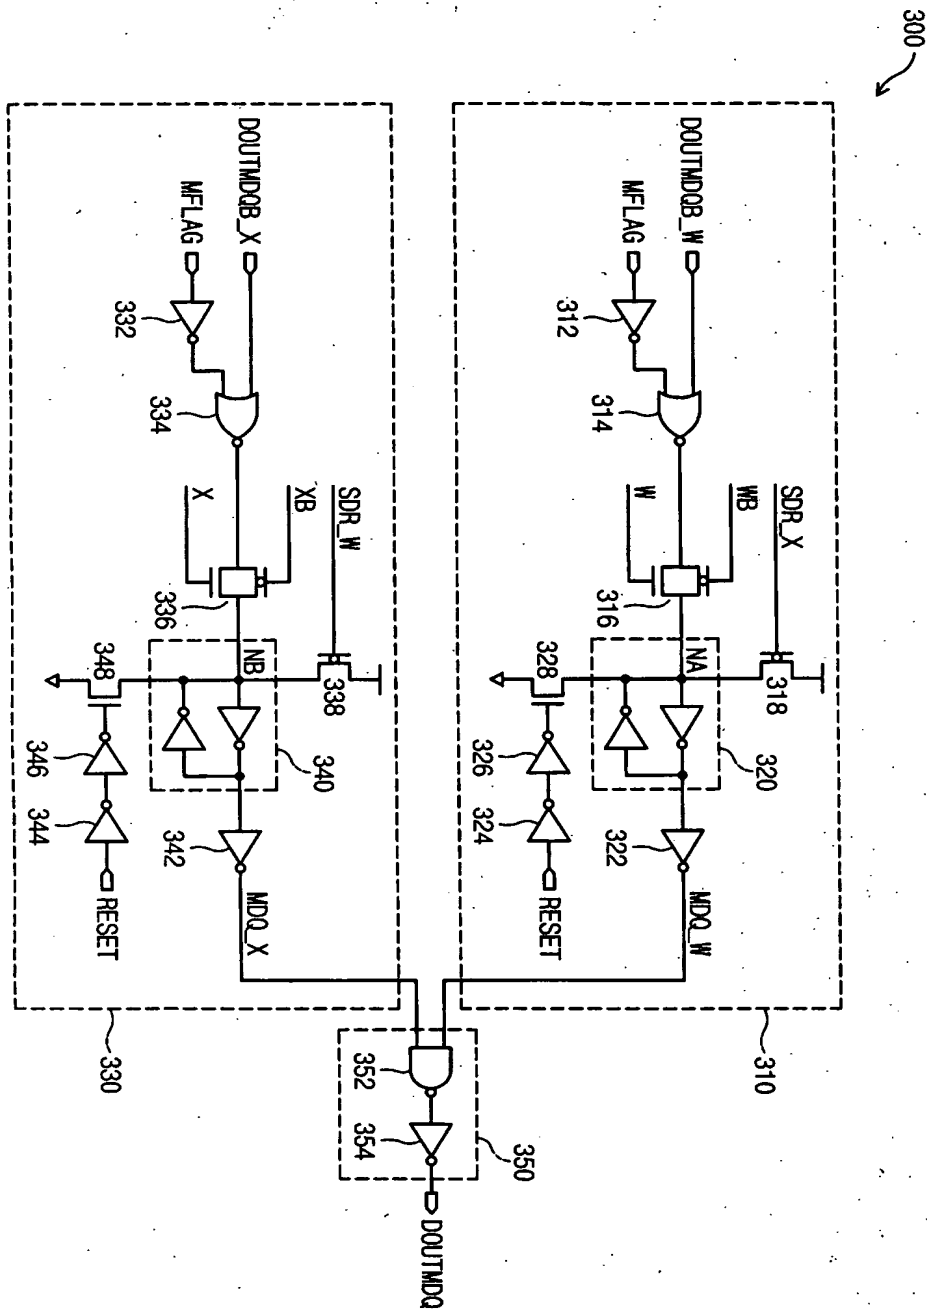 300
310
DOUTMDQB_W
MFLAG
312
314
WB
W
316
SDR_X
318
NA
320
322
328
326
324
RESET
MDQ_W
330
DOUTMDQB_X
MFLAG
332
334
XB
X
336
SDR_W
338
NB
340
342
348
346
344
RESET
MDQ_X
350
352
354
DOUTMDQ